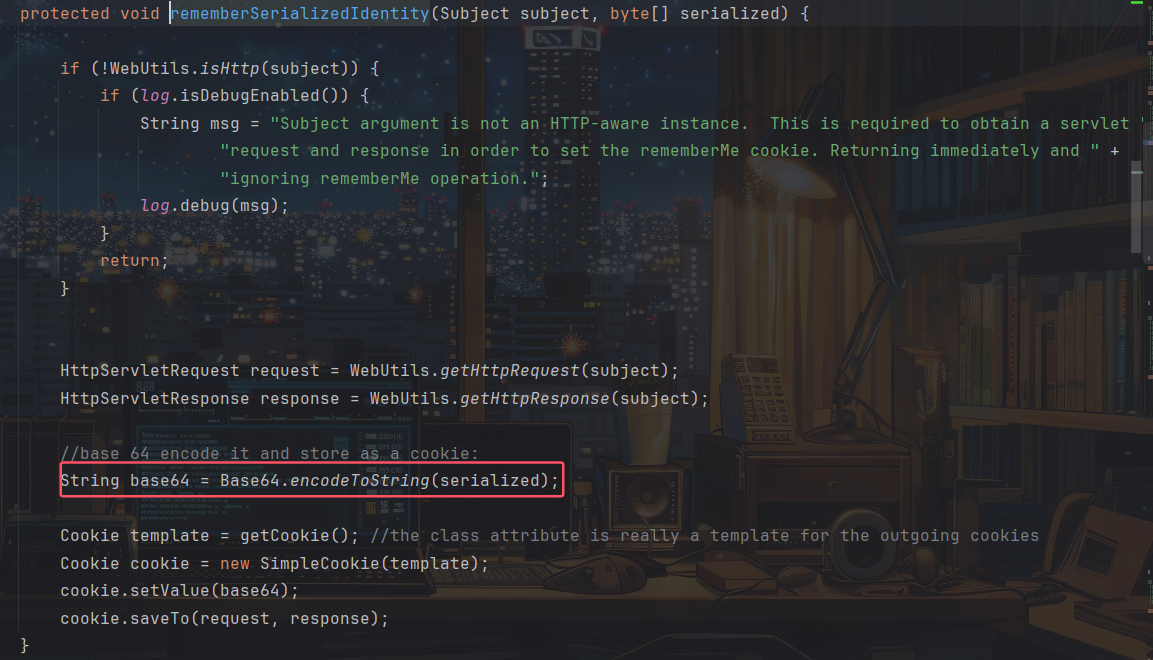 protected void rememberSerializedIdentity(Subject subject, byte[] serialized) {
if (!WebUtils.isHttp(subject)) {
if (log.isDebugEnabled()) {
String msg = "Subject argument is not an HTTP-aware instance.  This is required to obtain a servlet "
"request and response in order to set the rememberMe cookie. Returning immediately and " +
"ignoring rememberMe operation.";
log.debug(msg);
}
return;
}
HttpServletRequest request = WebUtils.getHttpRequest(subject);
HttpServletResponse response = WebUtils.getHttpResponse(subject);
//base 64 encode it and store as a cookie:
String base64 = Base64.encodeToString(serialized);
Cookie template = getCookie(); //the class attribute is really a template for the outgoing cookies
Cookie cookie = new SimpleCookie(template);
cookie.setValue(base64);
cookie.saveTo(request, response);
}